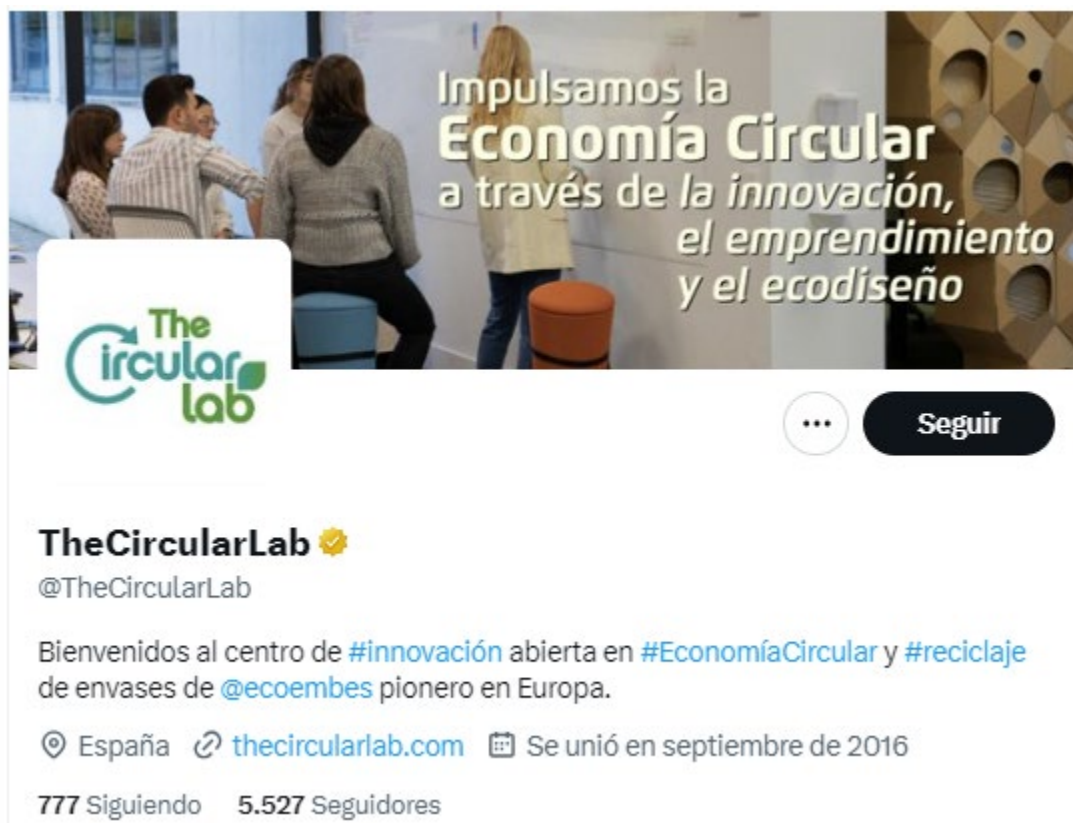 Impulsamos la
Economía Circular
a través de la innovación,
el emprendimiento
y el ecodiseño
The
Circular
lab
Seguir
TheCircularLab
@TheCircularLab
Bienvenidos al centro de #innovación abierta en #EconomíaCircular y #reciclaje
de envases de @ecoembes pionero en Europa.
España thecircularlab.com Se unió en septiembre de 2016
777 Siguiendo 5.527 Seguidores